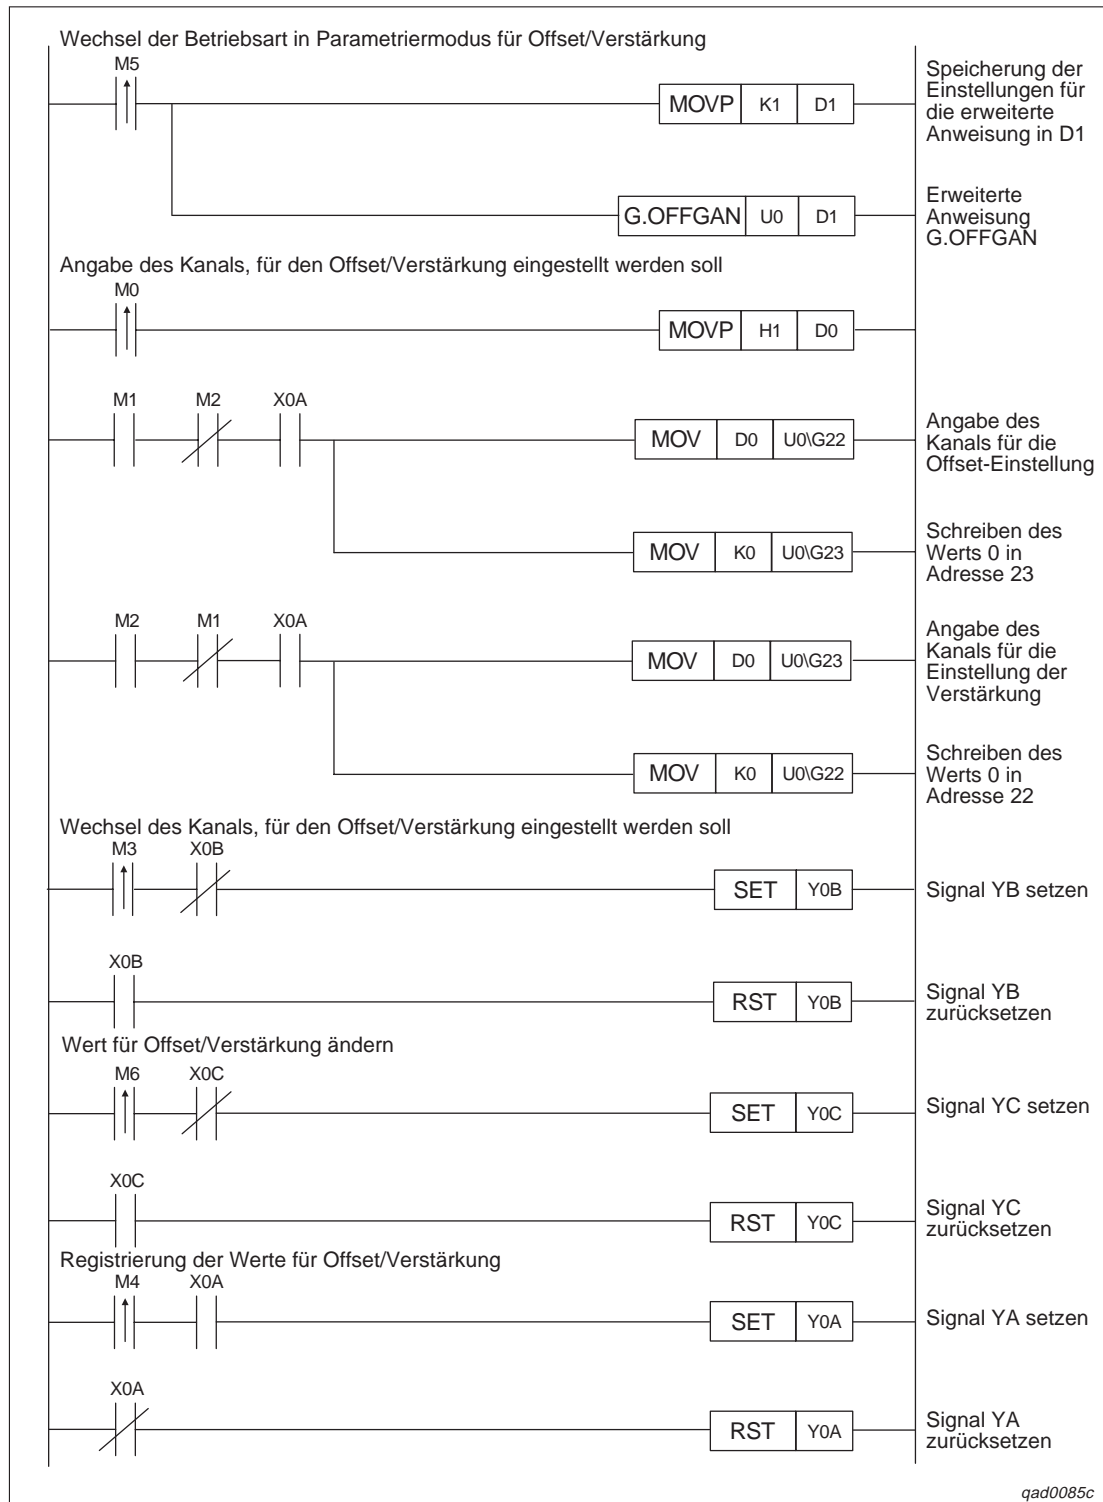 Wechsel der Betriebsart in Parametriermodus für Offset/Verstärkung
M5
MOVP K1 D1
Speicherung der
Einstellungen für
die erweiterte
Anweisung in D1
G.OFFGAN U0 D1
Erweiterte
Anweisung
G.OFFGAN
Angabe des Kanals, für den Offset/Verstärkung eingestellt werden soll
M0
MOVP H1 D0
M1 M2 X0A
MOV D0 U0\G22
Angabe des
Kanals für die
Offset-Einstellung
MOV K0 U0\G23
Schreiben des
Werts 0 in
Adresse 23
M2 M1 X0A
MOV D0 U0\G23
Angabe des
Kanals für die
Einstellung der
Verstärkung
MOV K0 U0\G22
Schreiben des
Werts 0 in
Adresse 22
Wechsel des Kanals, für den Offset/Verstärkung eingestellt werden soll
M3 X0B
SET Y0B
Signal YB setzen
X0B
RST Y0B
Signal YB
zurücksetzen
Wert für Offset/Verstärkung ändern
M6 X0C
SET Y0C
Signal YC setzen
X0C
RST Y0C
Signal YC
zurücksetzen
Registrierung der Werte für Offset/Verstärkung
M4 X0A
SET Y0A
Signal YA setzen
X0A
RST Y0A
Signal YA
zurücksetzen
qad0085c